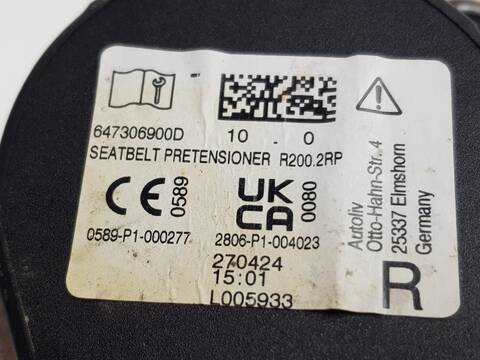 647306900D 10 - 0
SEATBELT PRETENSIONER R200.2RP
CE 0589
UK CA 0080
0589-P1-000277 2806-P1-004023
270424
15:01
L005933
Autoliv
Otto-Hahn-Str. 4
25337 Elmshorn
Germany
R